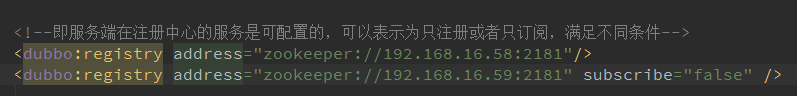 <!--即服务端在注册中心的服务是可配置的，可以表示为只注册或者只订阅，满足不同条件-->
<dubbo:registry address="zookeeper://192.168.16.58:2181"/>
<dubbo:registry address="zookeeper://192.168.16.59:2181" subscribe="false" />